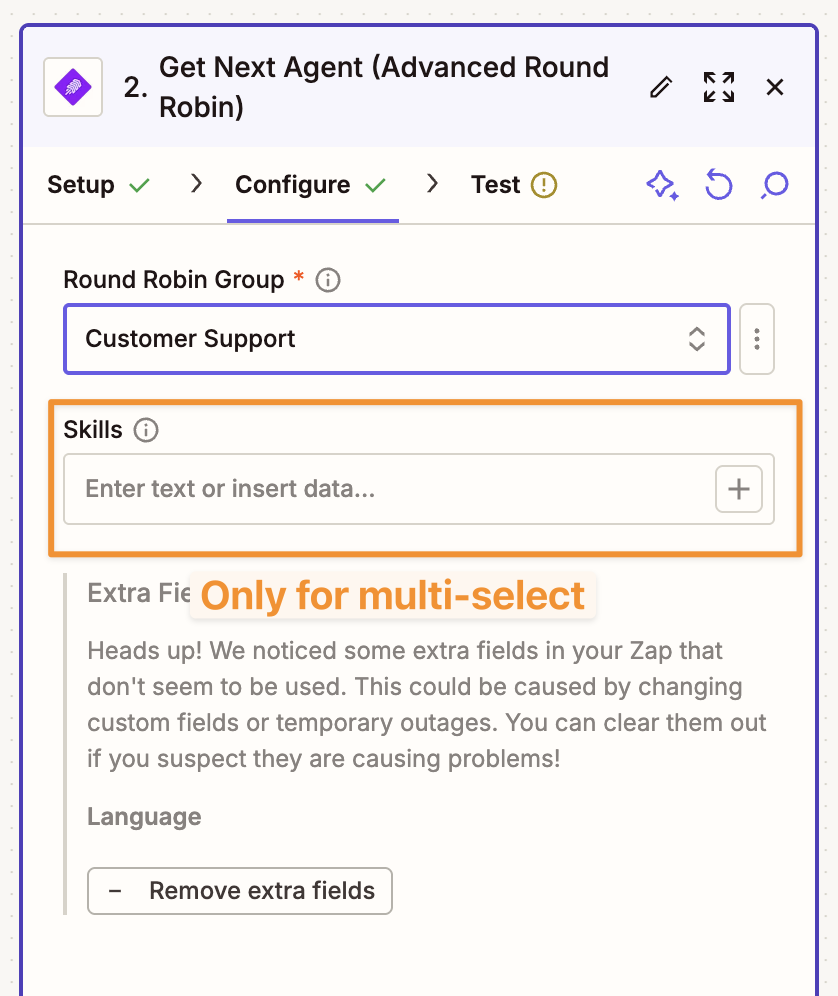 2. Get Next Agent (Advanced Round
Robin)
Setup
Configure
Test
Round Robin Group *
Customer Support
Skills
Enter text or insert data...
Extra Fie
Only for multi-select
Heads up! We noticed some extra fields in your Zap that
don't seem to be used. This could be caused by changing
custom fields or temporary outages. You can clear them out
if you suspect they are causing problems!
Language
Remove extra fields